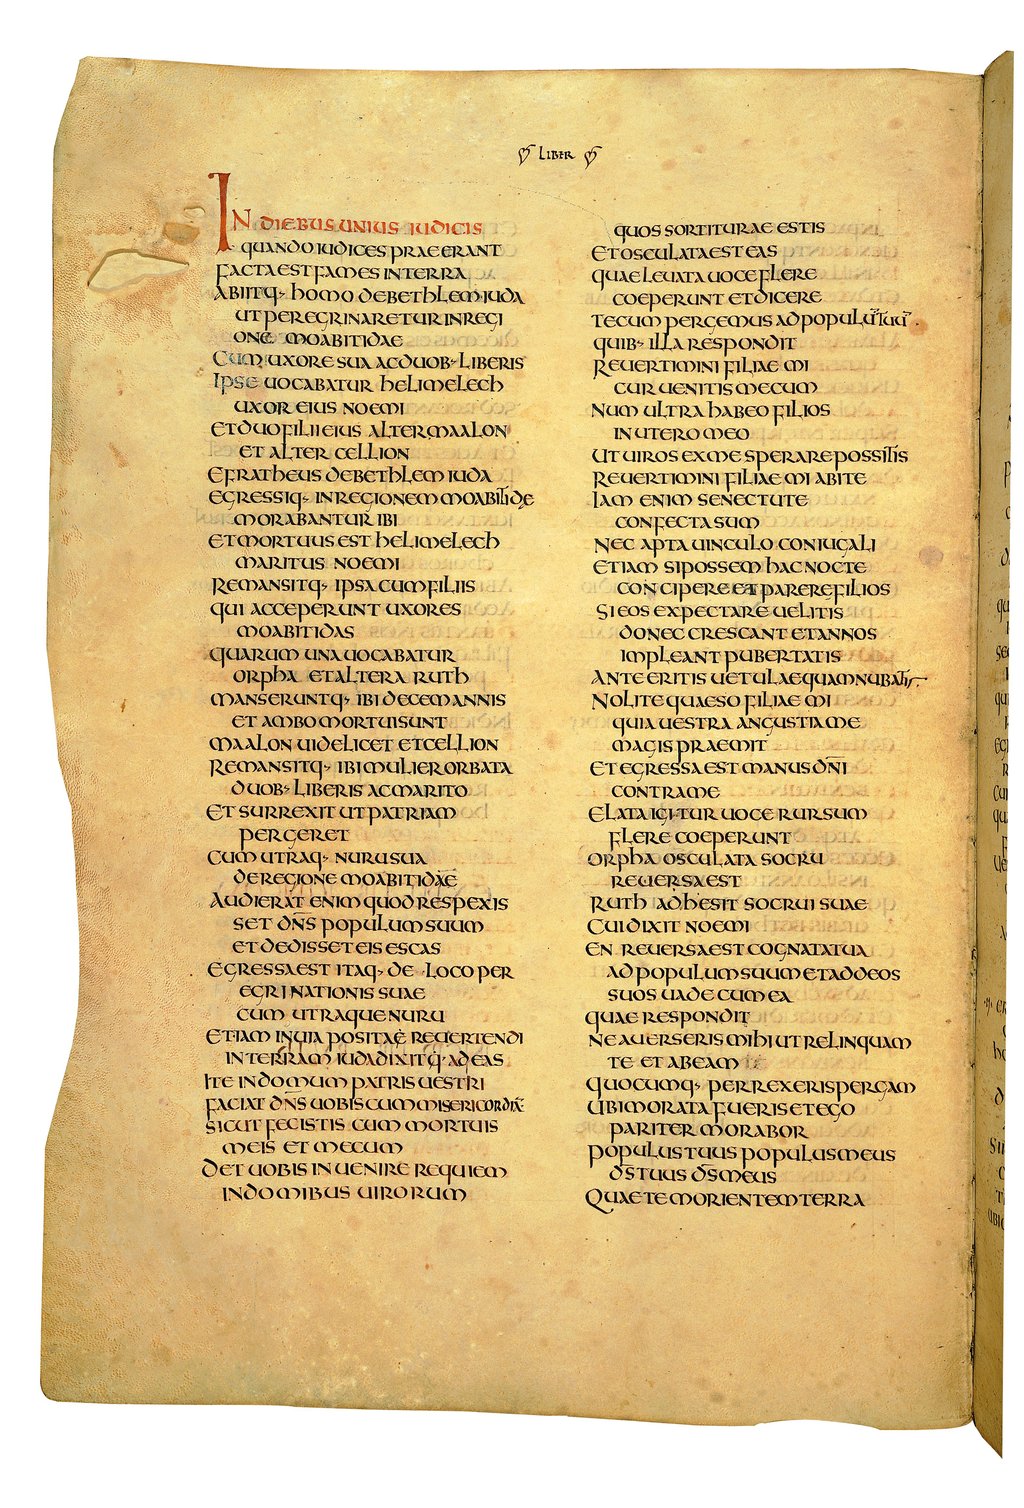 LIBER
IN DIEBUS UNIUS IUDICIS
QUANDO IUDICES PRAEERANT
FACTA EST FAMES IN TERRA
ABIITQ· HOMO DE BETHLEM IUDA
UT PEREGRINARETUR IN REGI
ONE MOABITIDAE
CUM UXORE SUA AC DUOB· LIBERIS
IPSE UOCABATUR HELIMELECH
UXOR EIUS NOEMI
ET DUO FILII EIUS ALTER MAALON
ET ALTER CELLION
EFRATHEUS DE BETHLEM IUDA
EGRESSIQ· IN REGIONEM MOABITIDE
MORABANTUR IBI
ET MORTUUS EST HELIMELECH
MARITUS NOEMI
REMANSITQ· IPSA CUM FILIIS
QUI ACCEPERUNT UXORES
MOABITIDAS
QUARUM UNA UOCABATUR
ORPHA ET ALTERA RUTH
MANSERUNTQ· IBI DECEM ANNIS
ET AMBO MORTUI SUNT
MAALON UIDELICET ET CELLION
REMANSITQ· IBI MULIER ORBATA
DUOB· LIBERIS AC MARITO
ET SURREXIT UT PATRIAM
PERGERET
CUM UTRAQ· NURU SUA
DE REGIONE MOABITIDAE
AUDIERAT ENIM QUOD RESPEXIS
SET DN̄S POPULUM SUUM
ET DEDISSET EIS ESCAS
EGRESSA EST ITAQ· DE LOCO PER
EGRINATIONIS SUAE
CUM UTRAQUE NURU
ET IAM IN UIA POSITAE REUERTENDI
IN TERRAM IUDA DIXITQ· AD EAS
ITE IN DOMUM PATRIS UESTRI
FACIAT DN̄S UOBISCUM MISERICORDIĀ
SICUT FECISTIS CUM MORTUIS
MEIS ET MECUM
DET UOBIS INUENIRE REQUIEM
IN DOMIBUS UIRORUM
QUOS SORTITURAE ESTIS
ET OSCULATA EST EAS
QUAE LEUATA UOCE FLERE
COEPERUNT ET DICERE
TECUM PERGEMUS AD POPULŪ TUŪ
QUIB· ILLA RESPONDIT
REUERTIMINI FILIAE MI
CUR UENITIS MECUM
NUM ULTRA HABEO FILIOS
IN UTERO MEO
UT UIROS EX ME SPERARE POSSITIS
REUERTIMINI FILIAE MI ABITE
IAM ENIM SENECTUTE
CONFECTA SUM
NEC APTA UINCULO CONIUGALI
ETIAM SI POSSEM HAC NOCTE
CONCIPERE ET PARERE FILIOS
SI EOS EXPECTARE UELITIS
DONEC CRESCANT ET ANNOS
IMPLEANT PUBERTATIS
ANTE ERITIS UETULAE QUAM NUBATIS
NOLITE QUAESO FILIAE MI
QUIA UESTRA ANGUSTIA ME
MAGIS PRAEMIT
ET EGRESSA EST MANUS DN̄I
CONTRA ME
ELATA IGITUR UOCE RURSUM
FLERE COEPERUNT
ORPHA OSCULATA SOCRU
REUERSA EST
RUTH ADHESIT SOCRUI SUAE
CUI DIXIT NOEMI
EN REUERSA EST COGNATA TUA
AD POPULUM SUUM ET AD DEOS
SUOS UADE CUM EA
QUAE RESPONDIT
NE AUERSERIS MIHI UT RELINQUAM
TE ET ABEAM
QUOCUMQ· PERREXERIS PERGAM
UBI MORATA FUERIS ET EGO
PARITER MORABOR
POPULUS TUUS POPULUS MEUS
D̄S TUUS D̄S MEUS
QUAE TE MORIENTEM TERRA